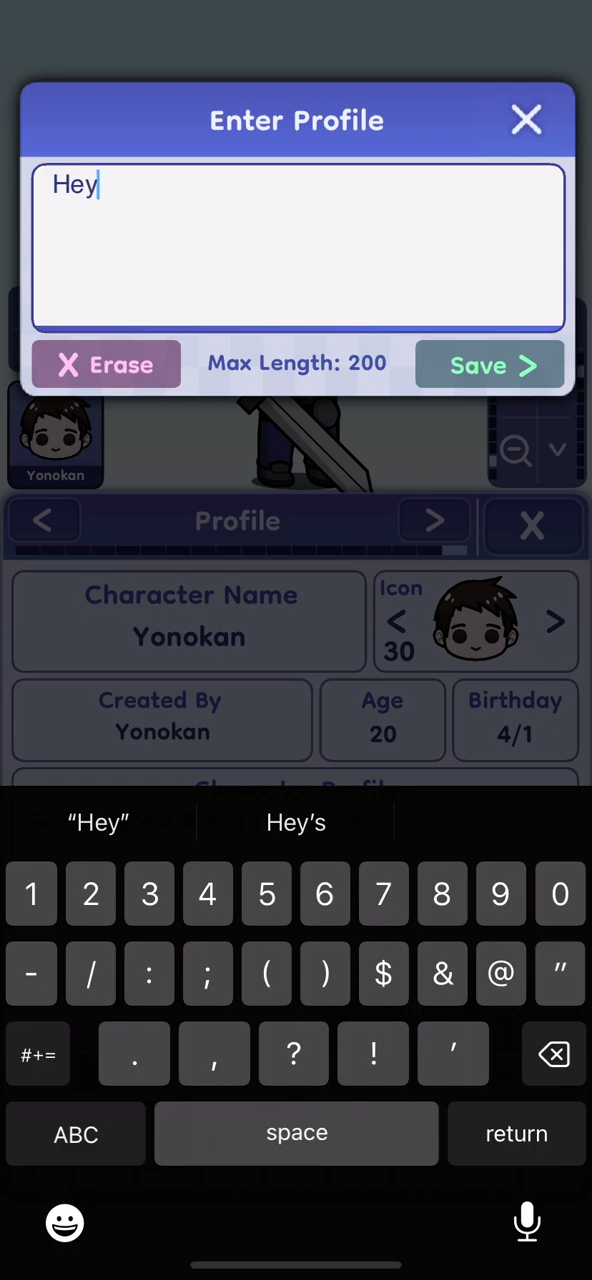 Enter Profile
Hey
X Erase
Max Length: 200
Save >
Yonokan
< Profile > X
Character Name
Yonokan
Icon
<
>
30
Created By
Yonokan
Age
20
Birthday
4/1
Character Profile
“Hey”
Hey’s
1 2 3 4 5 6 7 8 9 0
- / : ; ( ) $ & @ "
#+= . , ? ! '
ABC space return